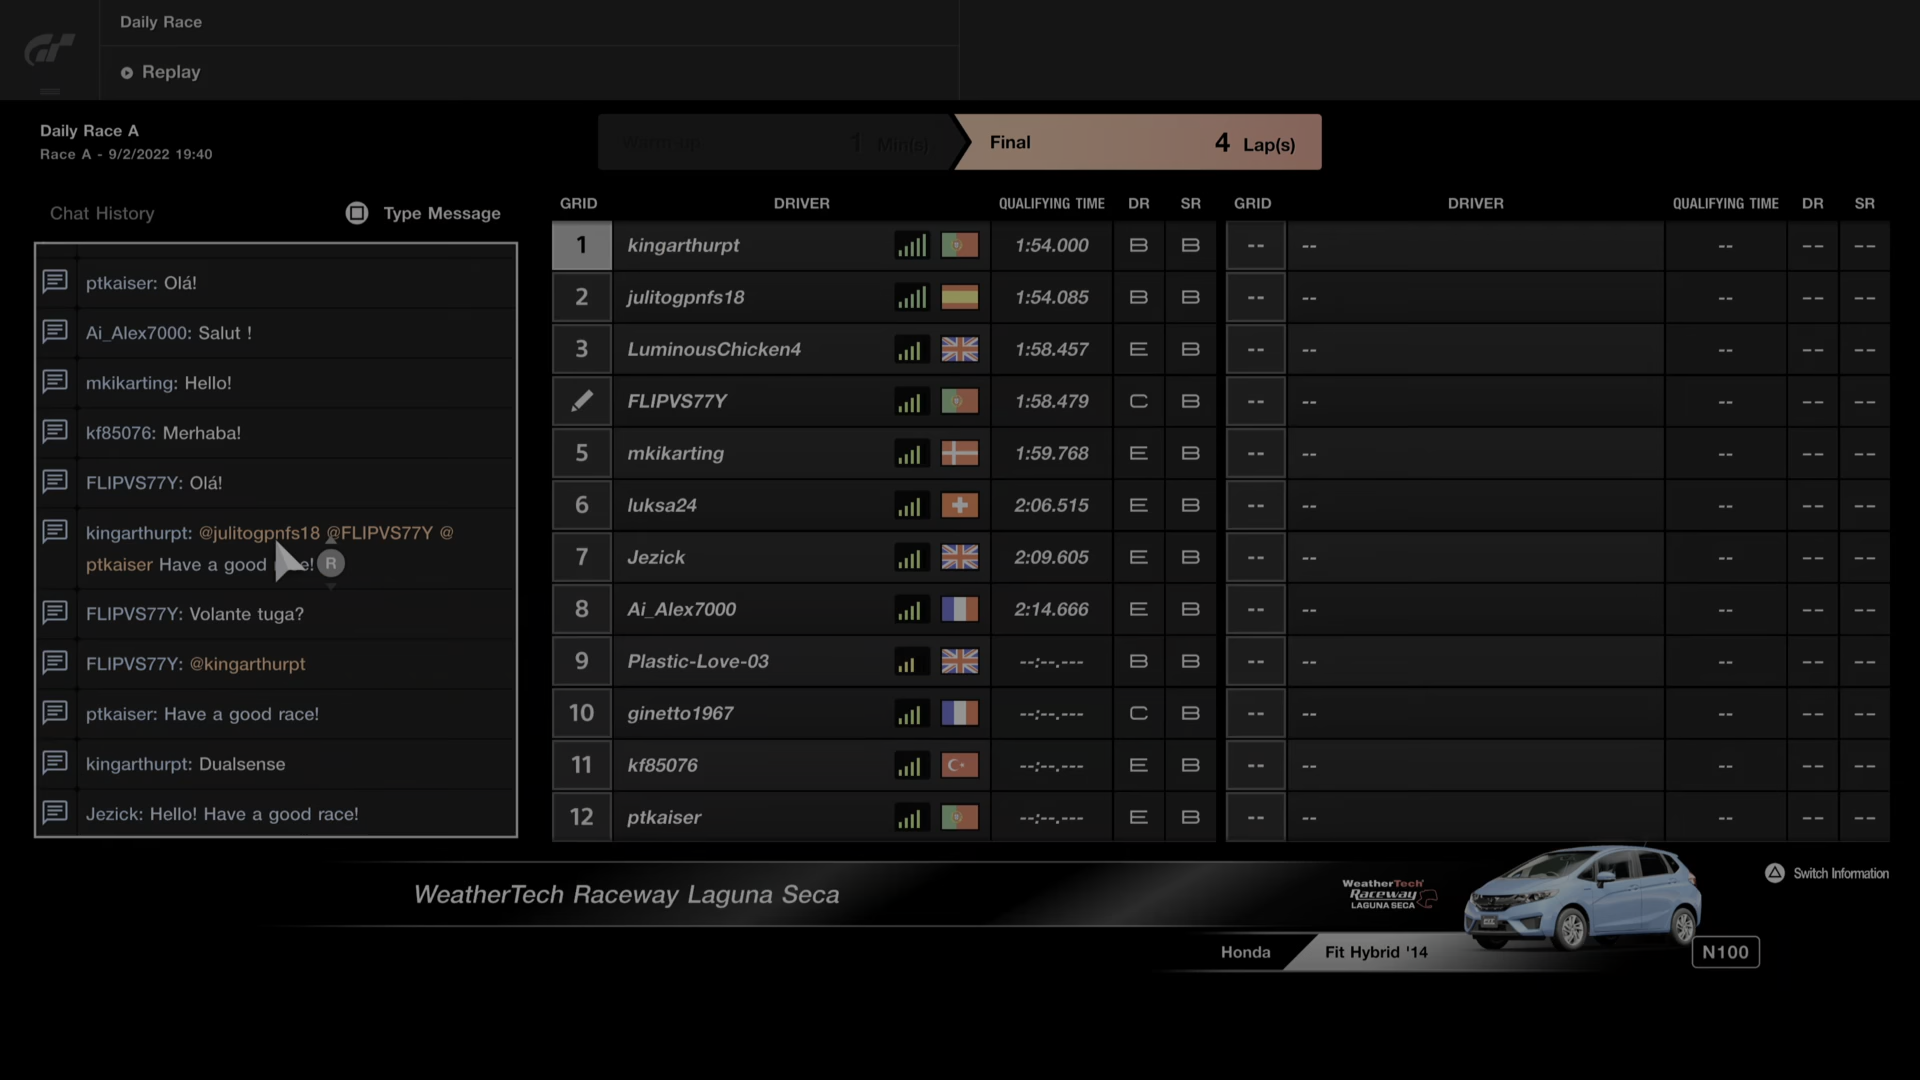 Daily Race
Replay
Daily Race A
Race A - 9/2/2022 19:40
Warm-up 1 Min(s)
Final 4 Lap(s)
Chat History Type Message
ptkaiser: Olá!
Ai_Alex7000: Salut !
mkikarting: Hello!
kf85076: Merhaba!
FLIPVS77Y: Olá!
kingarthurpt: @julitogpnfs18 @FLIPVS77Y @
ptkaiser Have a good
R
FLIPVS77Y: Volante tuga?
FLIPVS77Y: @kingarthurpt
ptkaiser: Have a good race!
kingarthurpt: Dualsense
Jezick: Hello! Have a good race!
GRID DRIVER QUALIFYING TIME DR SR GRID DRIVER QUALIFYING TIME DR SR
1 kingarthurpt 1:54.000 B B -- -- -- -- --
2 julitogpnfs18 1:54.085 B B -- -- -- -- --
3 LuminousChicken4 1:58.457 E B -- -- -- -- --
FLIPVS77Y 1:58.479 C B -- -- -- -- --
5 mkikarting 1:59.768 E B -- -- -- -- --
6 luksa24 2:06.515 E B -- -- -- -- --
7 Jezick 2:09.605 E B -- -- -- -- --
8 Ai_Alex7000 2:14.666 E B -- -- -- -- --
9 Plastic-Love-03 --:--.--- B B -- -- -- -- --
10 ginetto1967 --:--.--- C B -- -- -- -- --
11 kf85076 --:--.--- E B -- -- -- -- --
12 ptkaiser --:--.--- E B -- -- -- -- --
WeatherTech Raceway Laguna Seca
WeatherTech
Raceway
LAGUNA SECA
Switch Information
Honda Fit Hybrid '14
N100